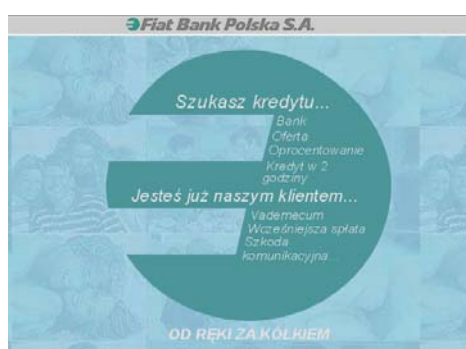 Fiat Bank Polska S.A.
Szukasz kredytu...
Bank
Oferta
Oprocentowanie
Kredyt w 2
godziny
Jesteś już naszym klientem...
Vademecum
Wcześniejsza spłata
Szkoda
komunikacyjna...
OD RĘKI ZA KÓŁKIEM